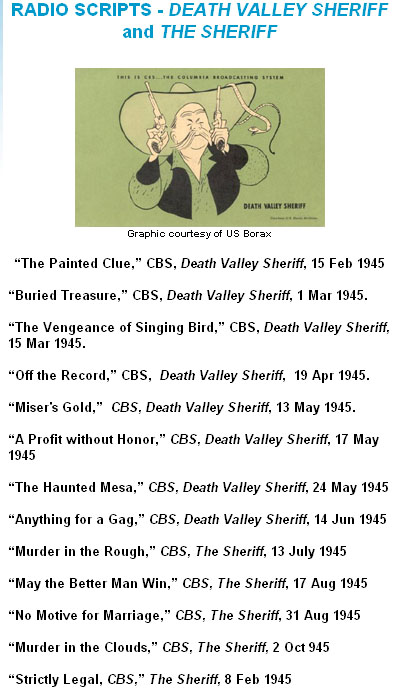 RADIO SCRIPTS - DEATH VALLEY SHERIFF
and THE SHERIFF
THIS IS CBS...THE COLUMBIA BROADCASTING SYSTEM
DEATH VALLEY SHERIFF
Graphic courtesy of US Borax
“The Painted Clue,” CBS, Death Valley Sheriff, 15 Feb 1945
“Buried Treasure,” CBS, Death Valley Sheriff, 1 Mar 1945.
“The Vengeance of Singing Bird,” CBS, Death Valley Sheriff,
15 Mar 1945.
“Off the Record,” CBS, Death Valley Sheriff, 19 Apr 1945.
“Miser's Gold,” CBS, Death Valley Sheriff, 13 May 1945.
“A Profit without Honor,” CBS, Death Valley Sheriff, 17 May
1945
“The Haunted Mesa,” CBS, Death Valley Sheriff, 24 May 1945
“Anything for a Gag,” CBS, Death Valley Sheriff, 14 Jun 1945
“Murder in the Rough,” CBS, The Sheriff, 13 July 1945
“May the Better Man Win,” CBS, The Sheriff, 17 Aug 1945
“No Motive for Marriage,” CBS, The Sheriff, 31 Aug 1945
“Murder in the Clouds,” CBS, The Sheriff, 2 Oct 945
“Strictly Legal, CBS,” The Sheriff, 8 Feb 1945